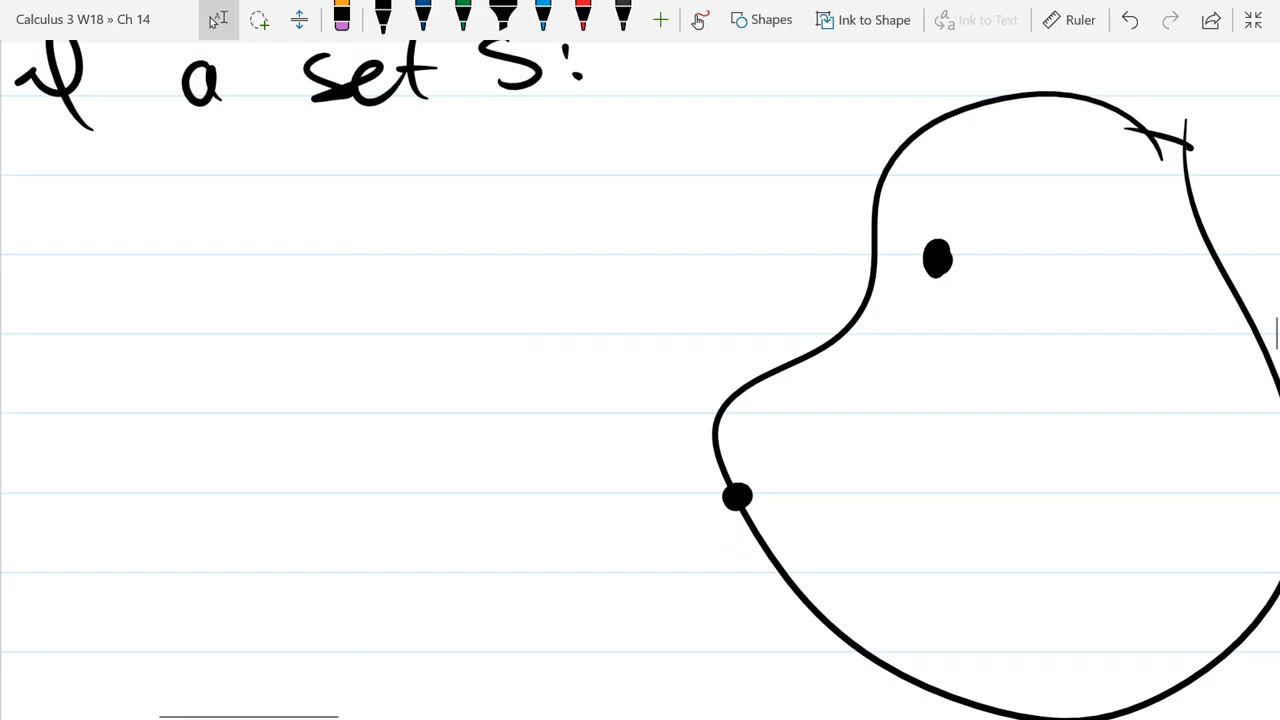 Calculus 3 W18 » Ch 14
Shapes
Ink to Shape
Ink to Text
Ruler
a set S: